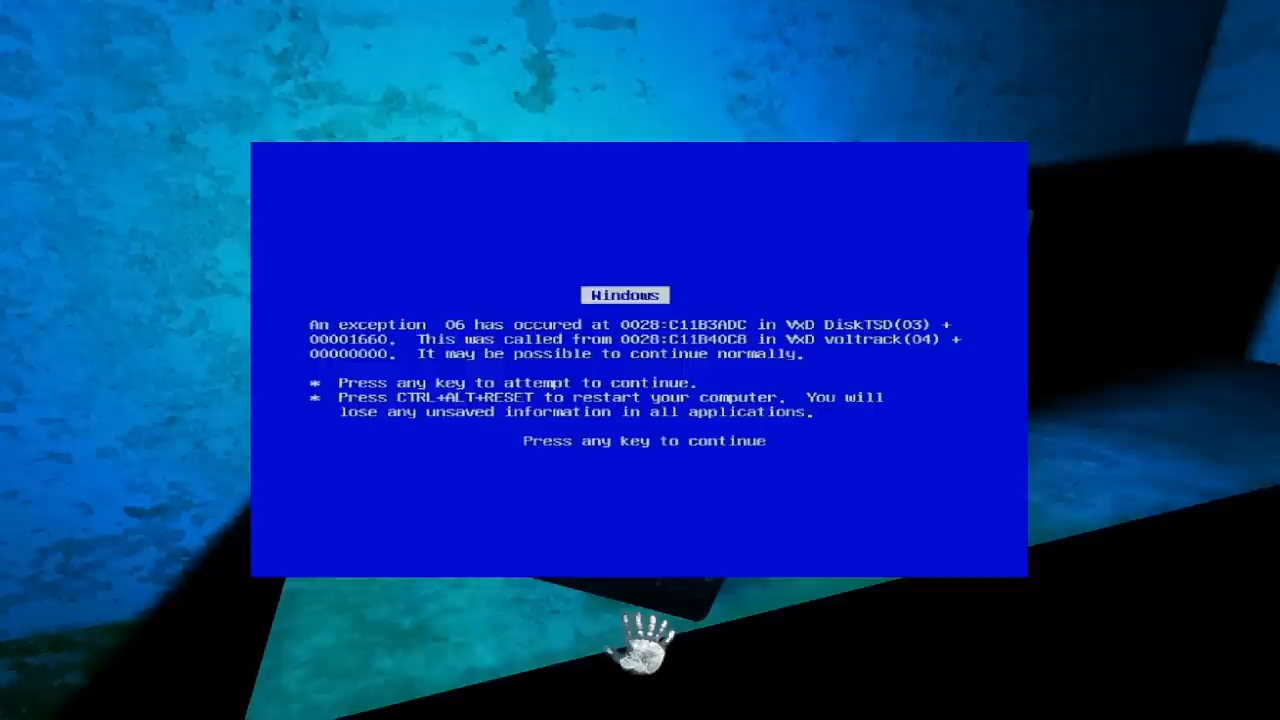 Windows
An exception  06 has occured at 0028:C11B3ADC in VxD DiskTSD(03) +
00001660.  This was called from 0028:C11B40C8 in VxD voltrack(04) +
00000000.  It may be possible to continue normally.
*  Press any key to attempt to continue.
*  Press CTRL+ALT+RESET to restart your computer.  You will
lose any unsaved information in all applications.
Press any key to continue